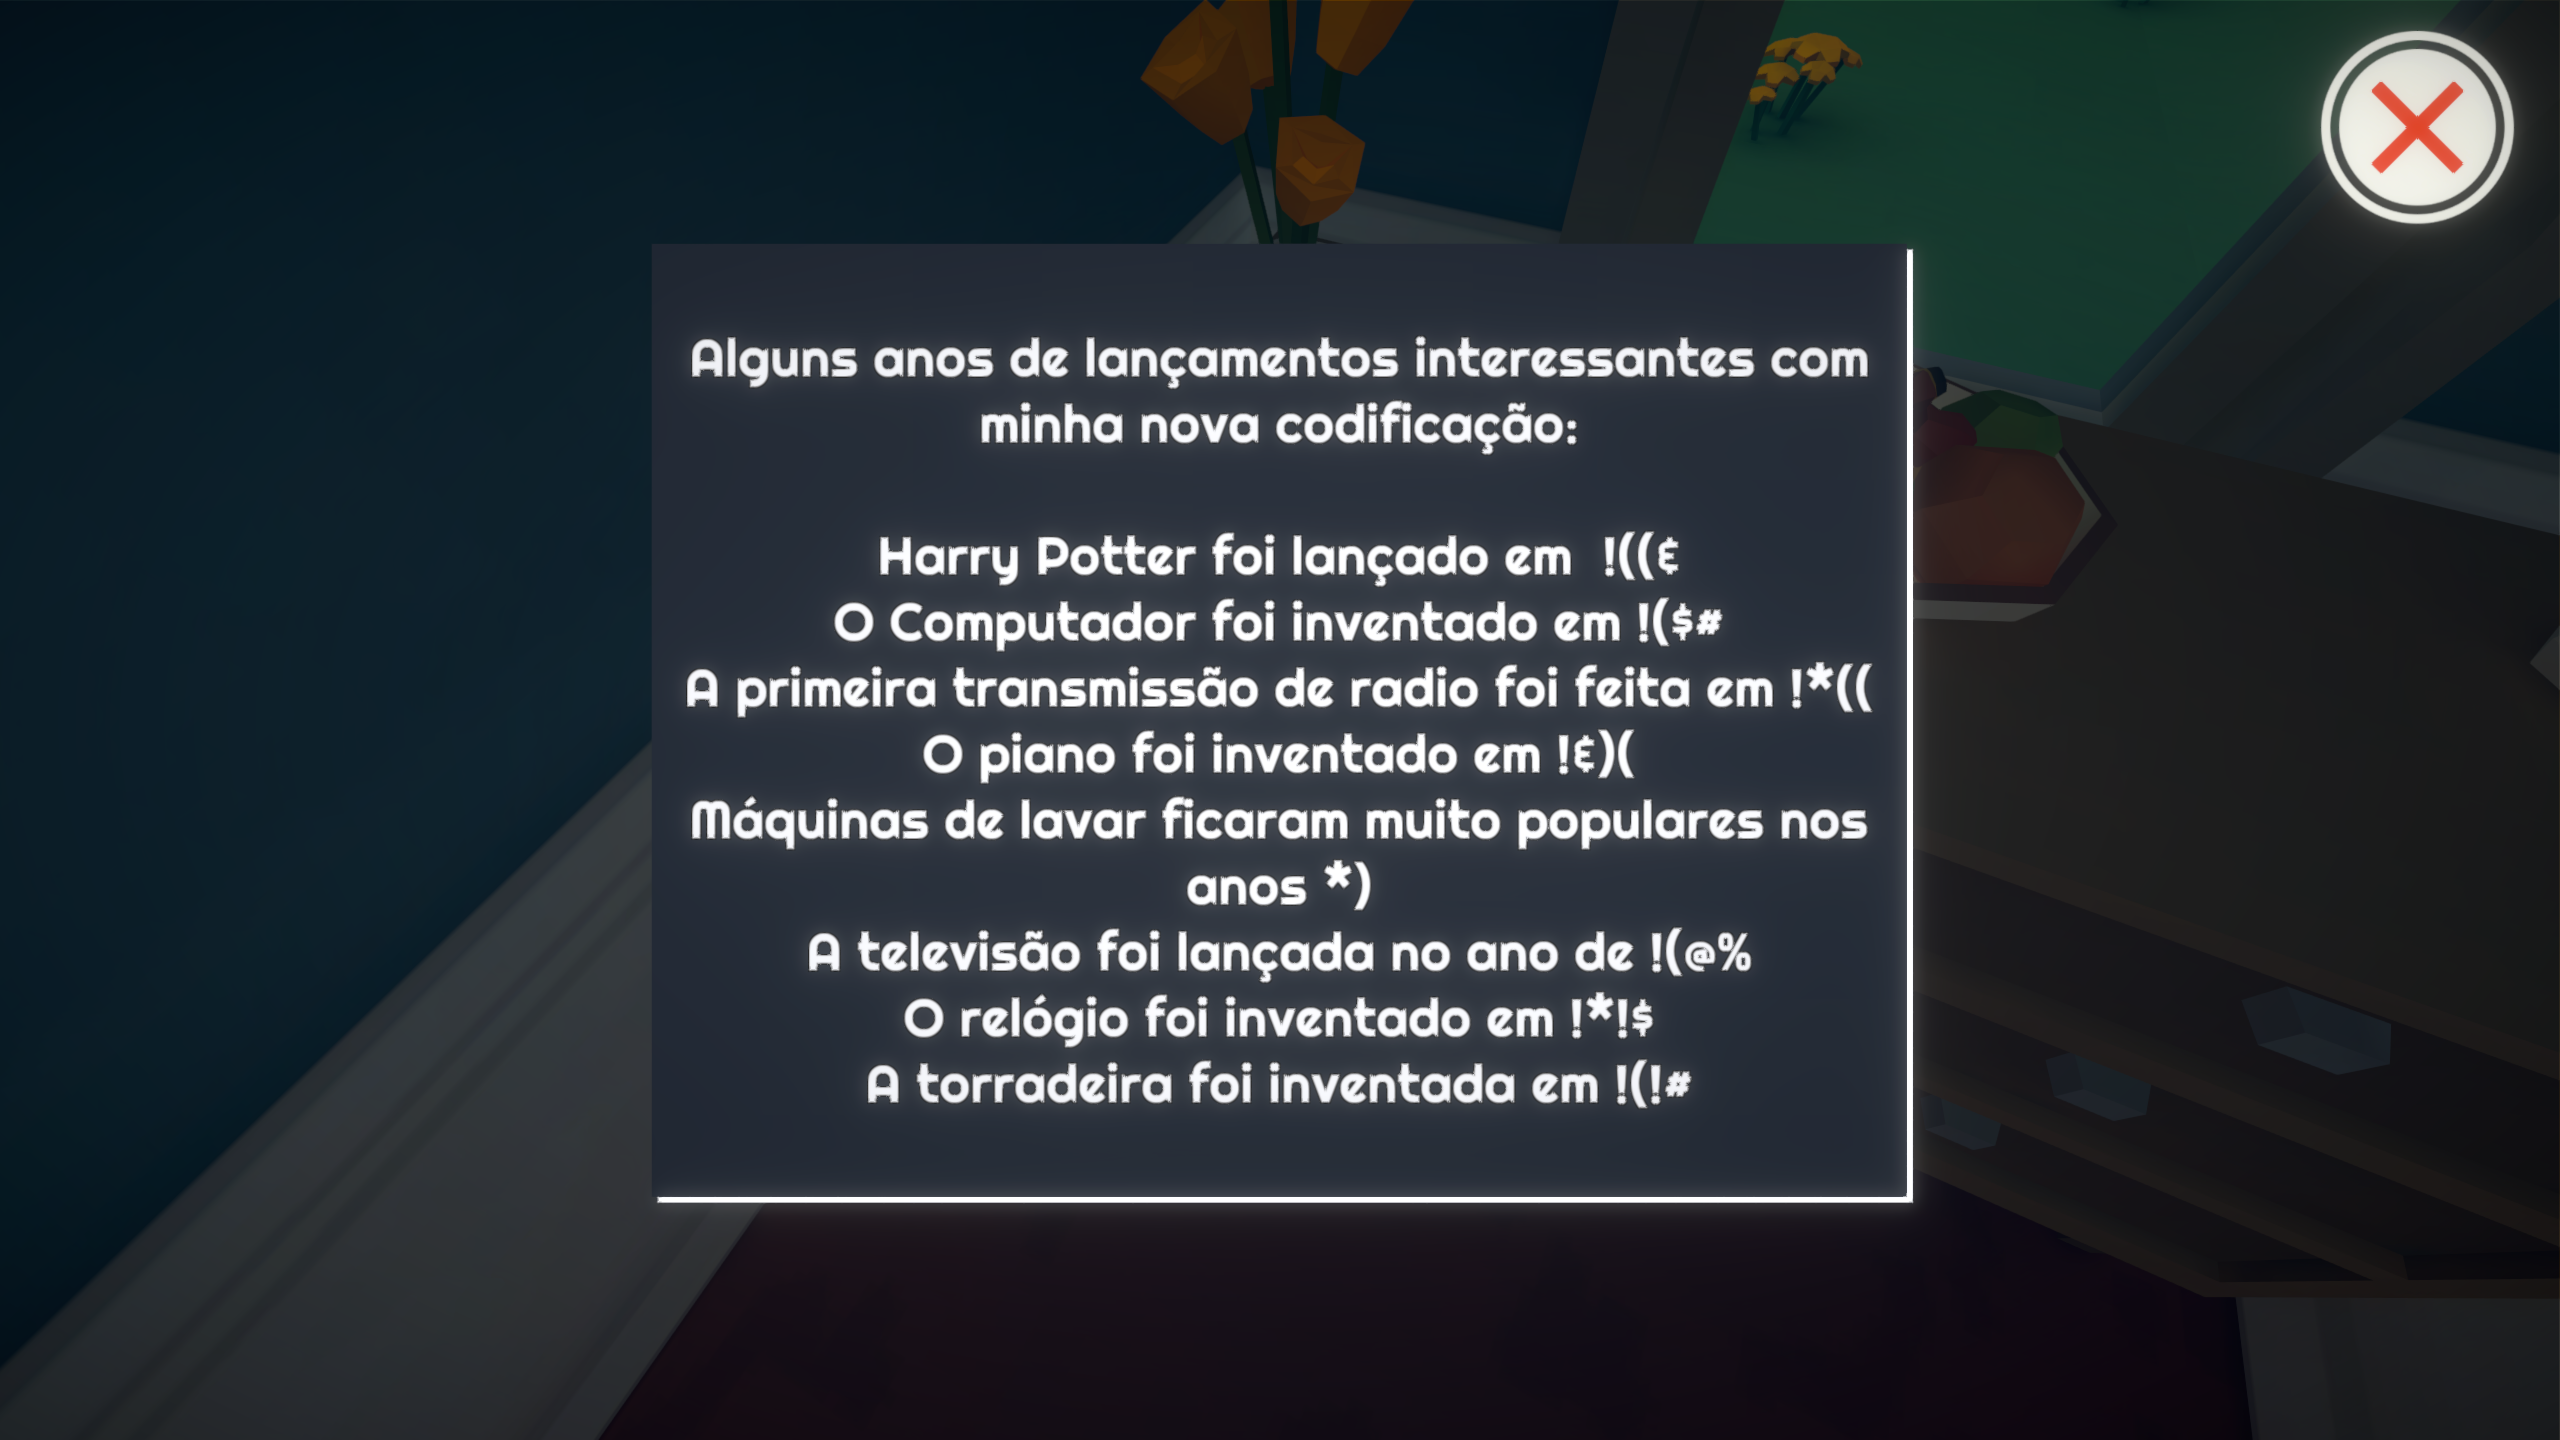 Alguns anos de lançamentos interessantes com
minha nova codificação:
Harry Potter foi lançado em !((&
O Computador foi inventado em !($#
A primeira transmissão de radio foi feita em !*((
O piano foi inventado em !&)(
Máquinas de lavar ficaram muito populares nos
anos *)
A televisão foi lançada no ano de !(@%
O relógio foi inventado em !*!$
A torradeira foi inventada em !(!#